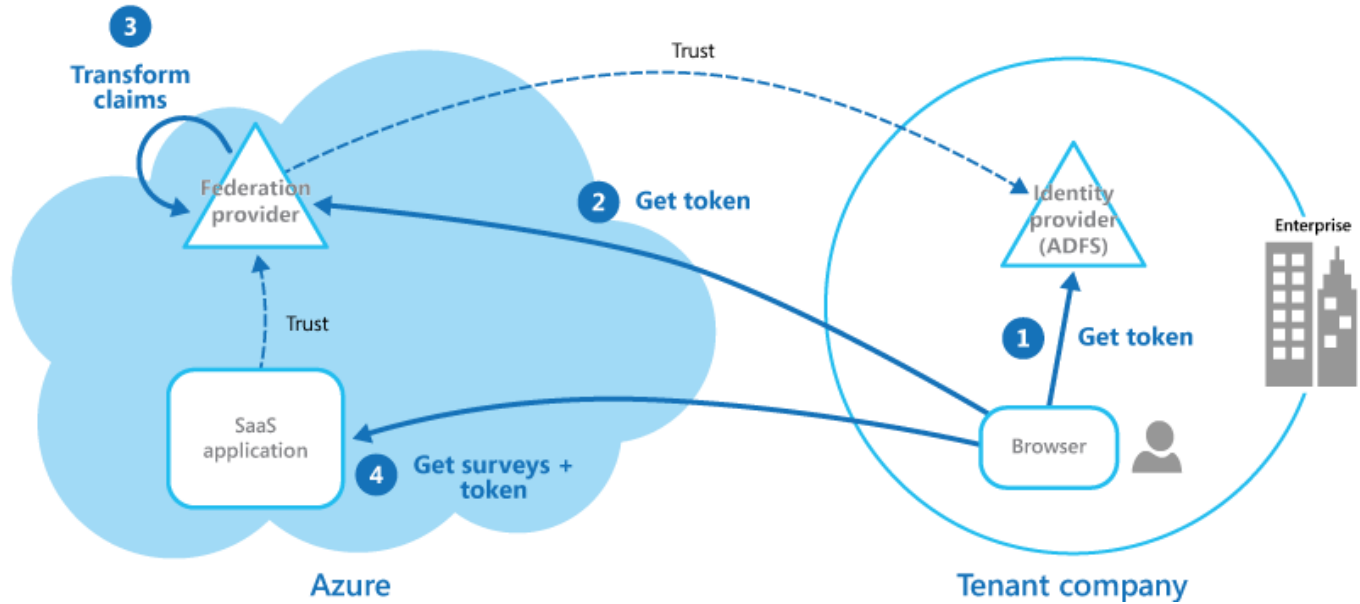 3
Transform
claims
Trust
Federation
provider
2 Get token
Identity
provider
(ADFS)
Enterprise
Trust
1 Get token
SaaS
application
Browser
4 Get surveys +
token
Azure
Tenant company